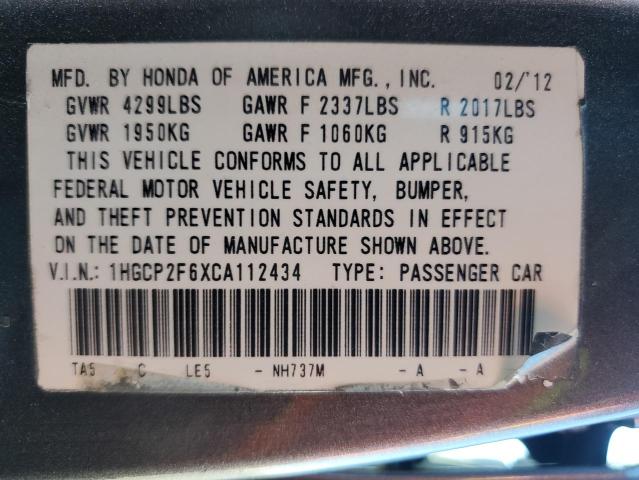 MFD. BY HONDA OF AMERICA MFG., INC. 02/'12
GVWR 4299LBS GAWR F 2337LBS R 2017LBS
GVWR 1950KG GAWR F 1060KG R 915KG
THIS VEHICLE CONFORMS TO ALL APPLICABLE
FEDERAL MOTOR VEHICLE SAFETY, BUMPER,
AND THEFT PREVENTION STANDARDS IN EFFECT
ON THE DATE OF MANUFACTURE SHOWN ABOVE.
V.I.N.: 1HGCP2F6XCA112434 TYPE: PASSENGER CAR
TA5 C LE5 - NH737M - A - A